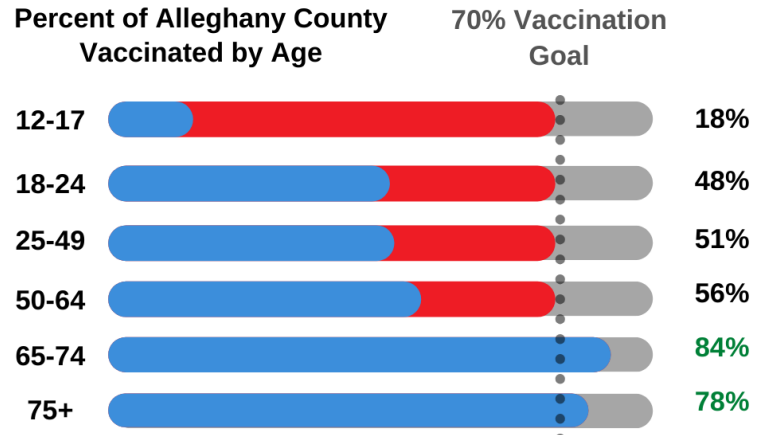 Percent of Alleghany County
Vaccinated by Age
70% Vaccination
Goal
12-17 18%
18-24 48%
25-49 51%
50-64 56%
65-74 84%
75+ 78%